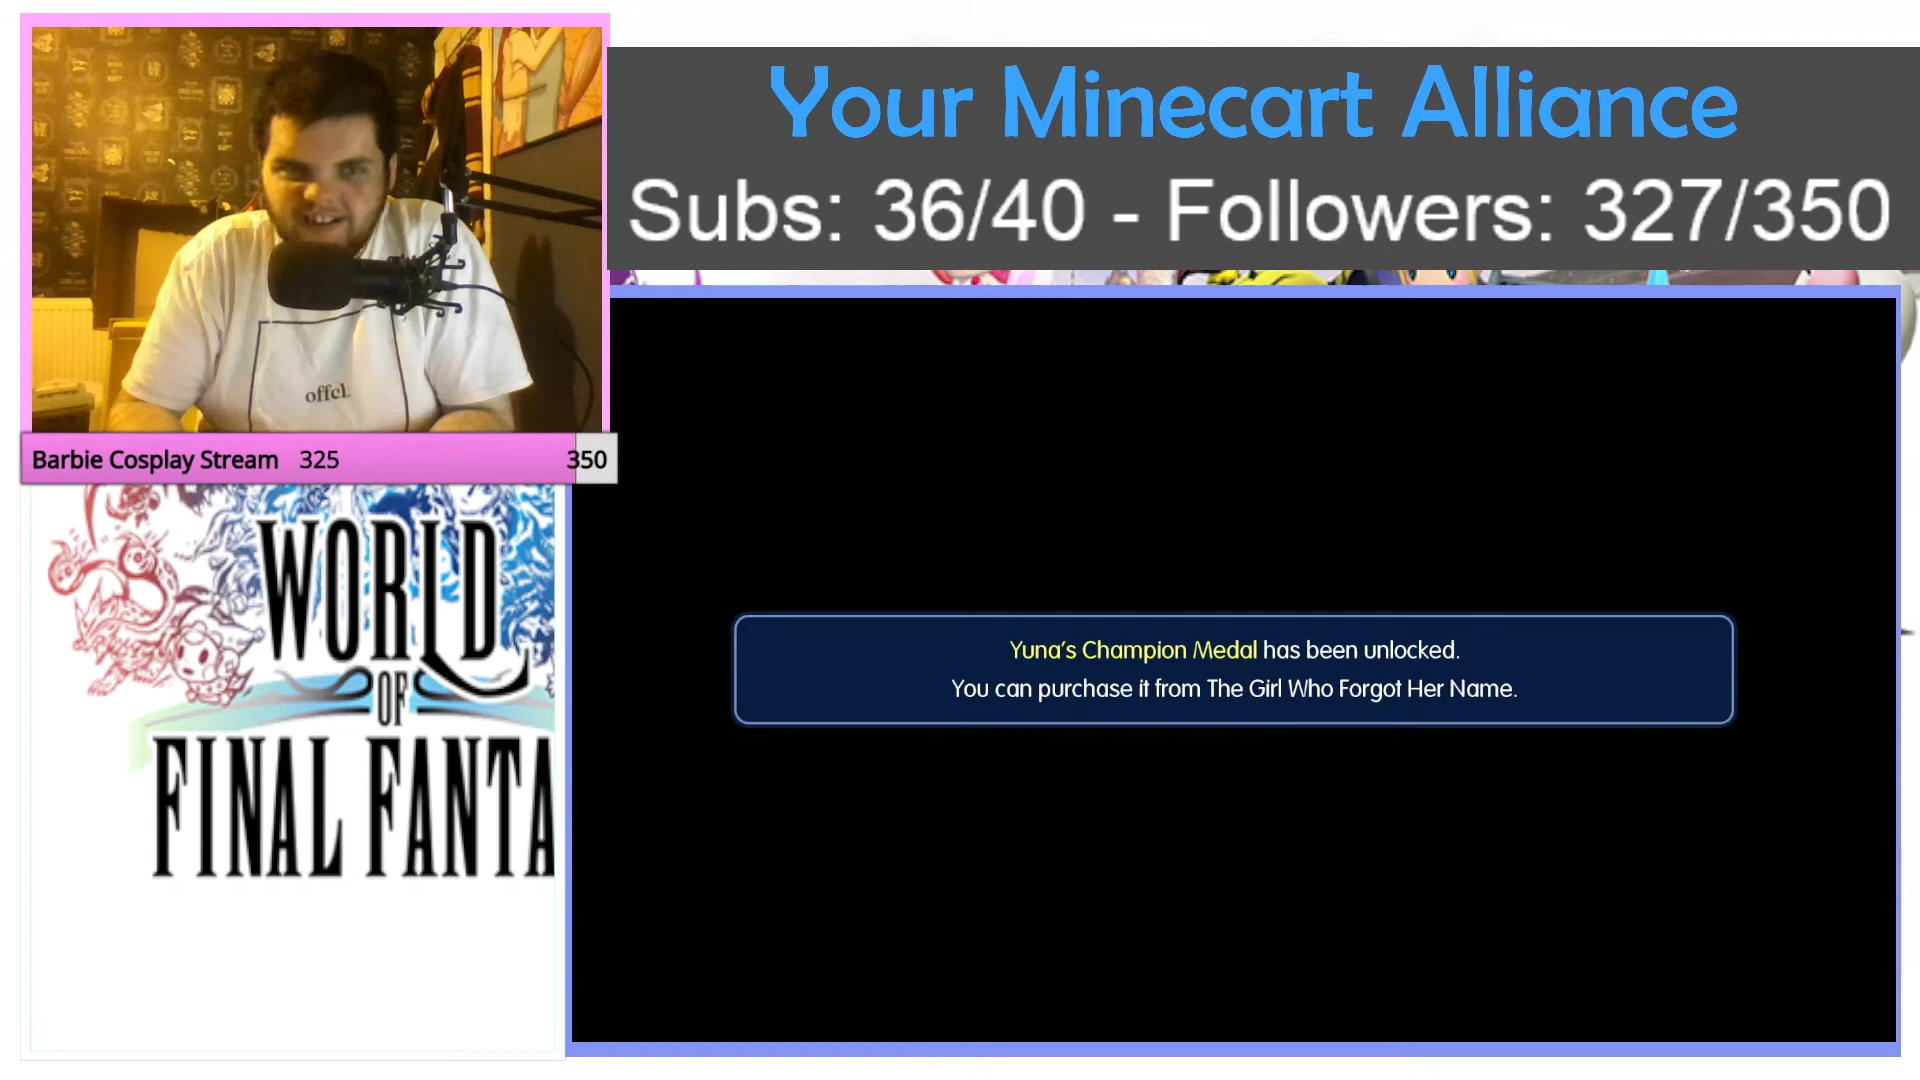 Your Minecart Alliance
Subs: 36/40 - Followers: 327/350
offcl.
Barbie Cosplay Stream 325 350
WORLD
OF
FINAL FANTA
Yuna's Champion Medal has been unlocked.
You can purchase it from The Girl Who Forgot Her Name.